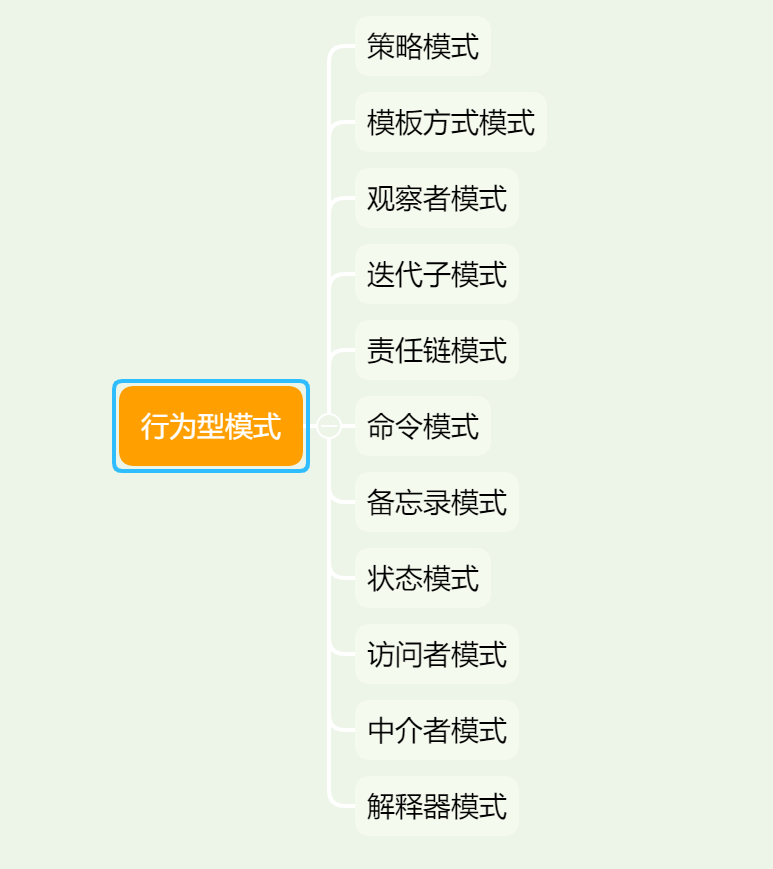 策略模式
模板方式模式
观察者模式
迭代子模式
责任链模式
行为型模式
命令模式
备忘录模式
状态模式
访问者模式
中介者模式
解释器模式